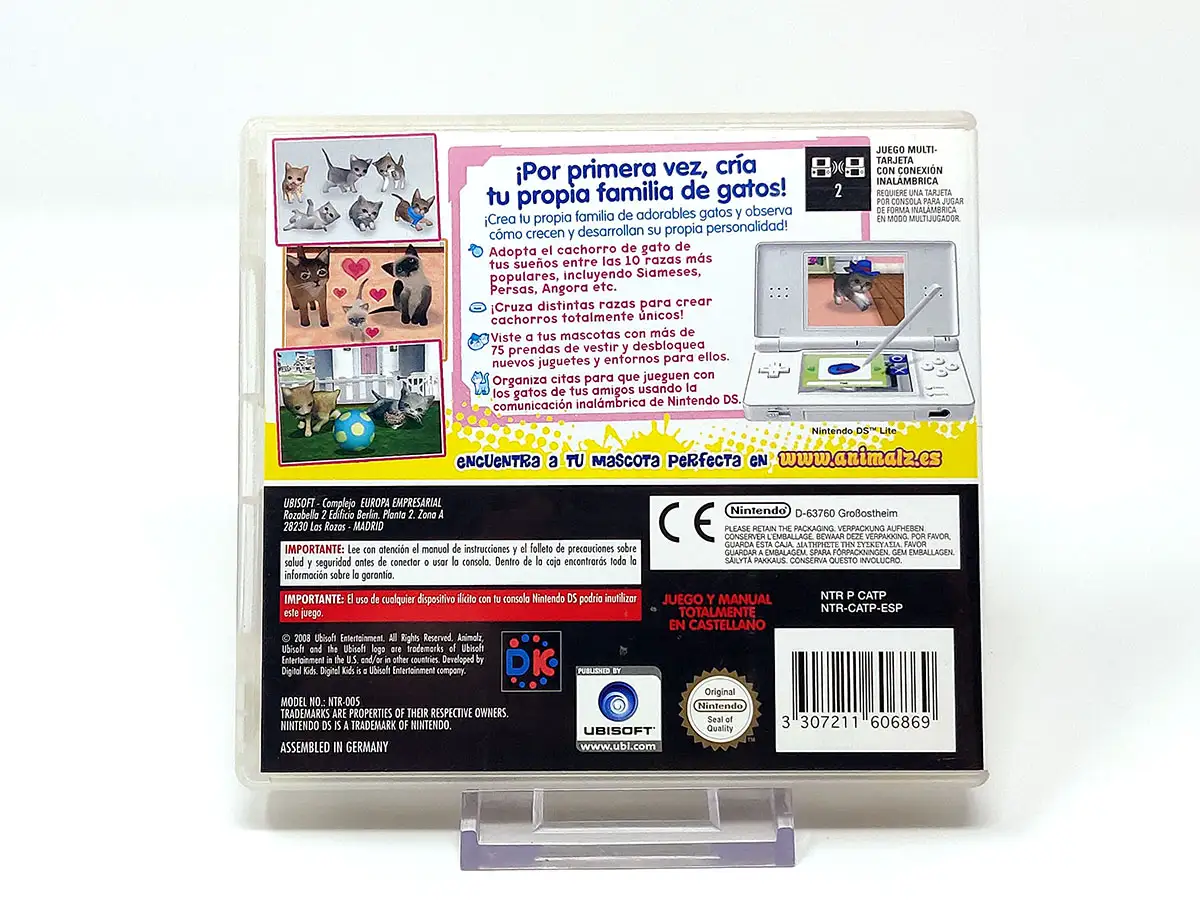 ¡Por primera vez, cría
tu propia familia de gatos!
¡Crea tu propia familia de adorables gatos y observa
cómo crecen y desarrollan su propia personalidad!
Adopta el cachorro de gato de
tus sueños entre las 10 razas más
populares, incluyendo Siameses,
Persas, Angora etc.
¡Cruza distintas razas para crear
cachorros totalmente únicos!
Viste a tus mascotas con más de
75 prendas de vestir y desbloquea
nuevos juguetes y entornos para ellos.
Organiza citas para que jueguen con
los gatos de tus amigos usando la
comunicación inalámbrica de Nintendo DS.
2
JUEGO MULTI-
TARJETA
CON CONEXIÓN
INALÁMBRICA
REQUIERE UNA TARJETA
POR CONSOLA PARA JUGAR
DE FORMA INALÁMBRICA
EN MODO MULTIJUGADOR.
Nintendo DS™ Lite
ENCUENTRA A TU MASCOTA PERFECTA EN www.animalz.es
UBISOFT - Complejo EUROPA EMPRESARIAL
Rozabella 2 Edificio Berlín. Planta 2. Zona A
28230 Las Rozas - MADRID
IMPORTANTE: Lee con atención el manual de instrucciones y el folleto de precauciones sobre
salud y seguridad antes de conectar o usar la consola. Dentro de la caja encontrarás toda la
información sobre la garantía.
IMPORTANTE: El uso de cualquier dispositivo ilícito con tu consola Nintendo DS podría inutilizar
este juego.
© 2008 Ubisoft Entertainment. All Rights Reserved. Animalz,
Ubisoft and the Ubisoft logo are trademarks of Ubisoft
Entertainment in the U.S. and/or in other countries. Developed by
Digital Kids. Digital Kids is a Ubisoft Entertainment company.
MODEL NO.: NTR-005
TRADEMARKS ARE PROPERTIES OF THEIR RESPECTIVE OWNERS.
NINTENDO DS IS A TRADEMARK OF NINTENDO.
ASSEMBLED IN GERMANY
DK
PUBLISHED BY
UBISOFT
www.ubi.com
CE Nintendo D-63760 Großostheim
PLEASE RETAIN THE PACKAGING. VERPACKUNG AUFHEBEN.
CONSERVER L'EMBALLAGE. BEWAAR DEZE VERPAKKING. POR FAVOR,
GUARDA ESTA CAJA. ΔΙΑΤΗΡΗΣΤΕ ΤΗΝ ΣΥΣΚΕΥΑΣΙΑ. FAVOR
GUARDAR A EMBALAGEM. SPARA FÖRPACKNINGEN. GEM EMBALLAGEN.
SÄILYTÄ PAKKAUS. CONSERVA QUESTO INVOLUCRO.
JUEGO Y MANUAL
TOTALMENTE
EN CASTELLANO
NTR P CATP
NTR-CATP-ESP
Original
Nintendo
Seal of
Quality
TM
3 307211 606869